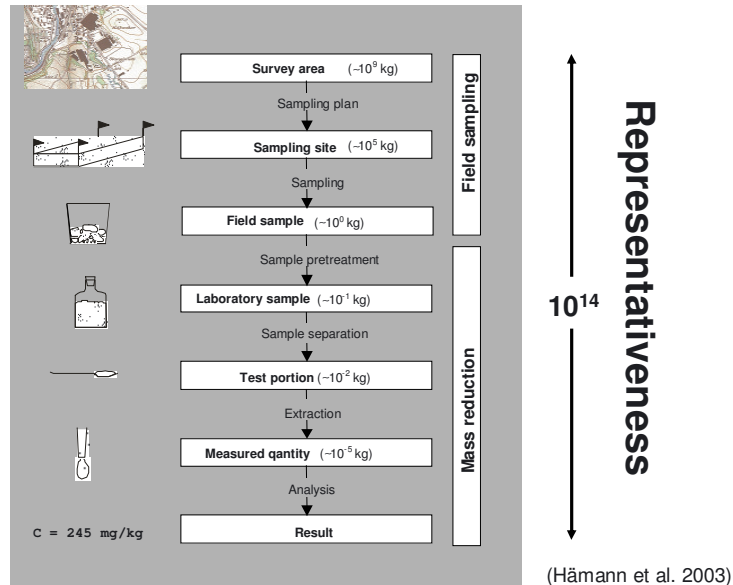 Survey area (~10⁹ kg)
Sampling plan
Sampling site (~10⁵ kg)
Sampling
Field sample (~10⁰ kg)
Sample pretreatment
Laboratory sample (~10⁻¹ kg)
Sample separation
Test portion (~10⁻² kg)
Extraction
Measured qantity (~10⁻⁵ kg)
Analysis
C = 245 mg/kg
Result
Field sampling
Mass reduction
10¹⁴
Representativeness
(Hämann et al. 2003)